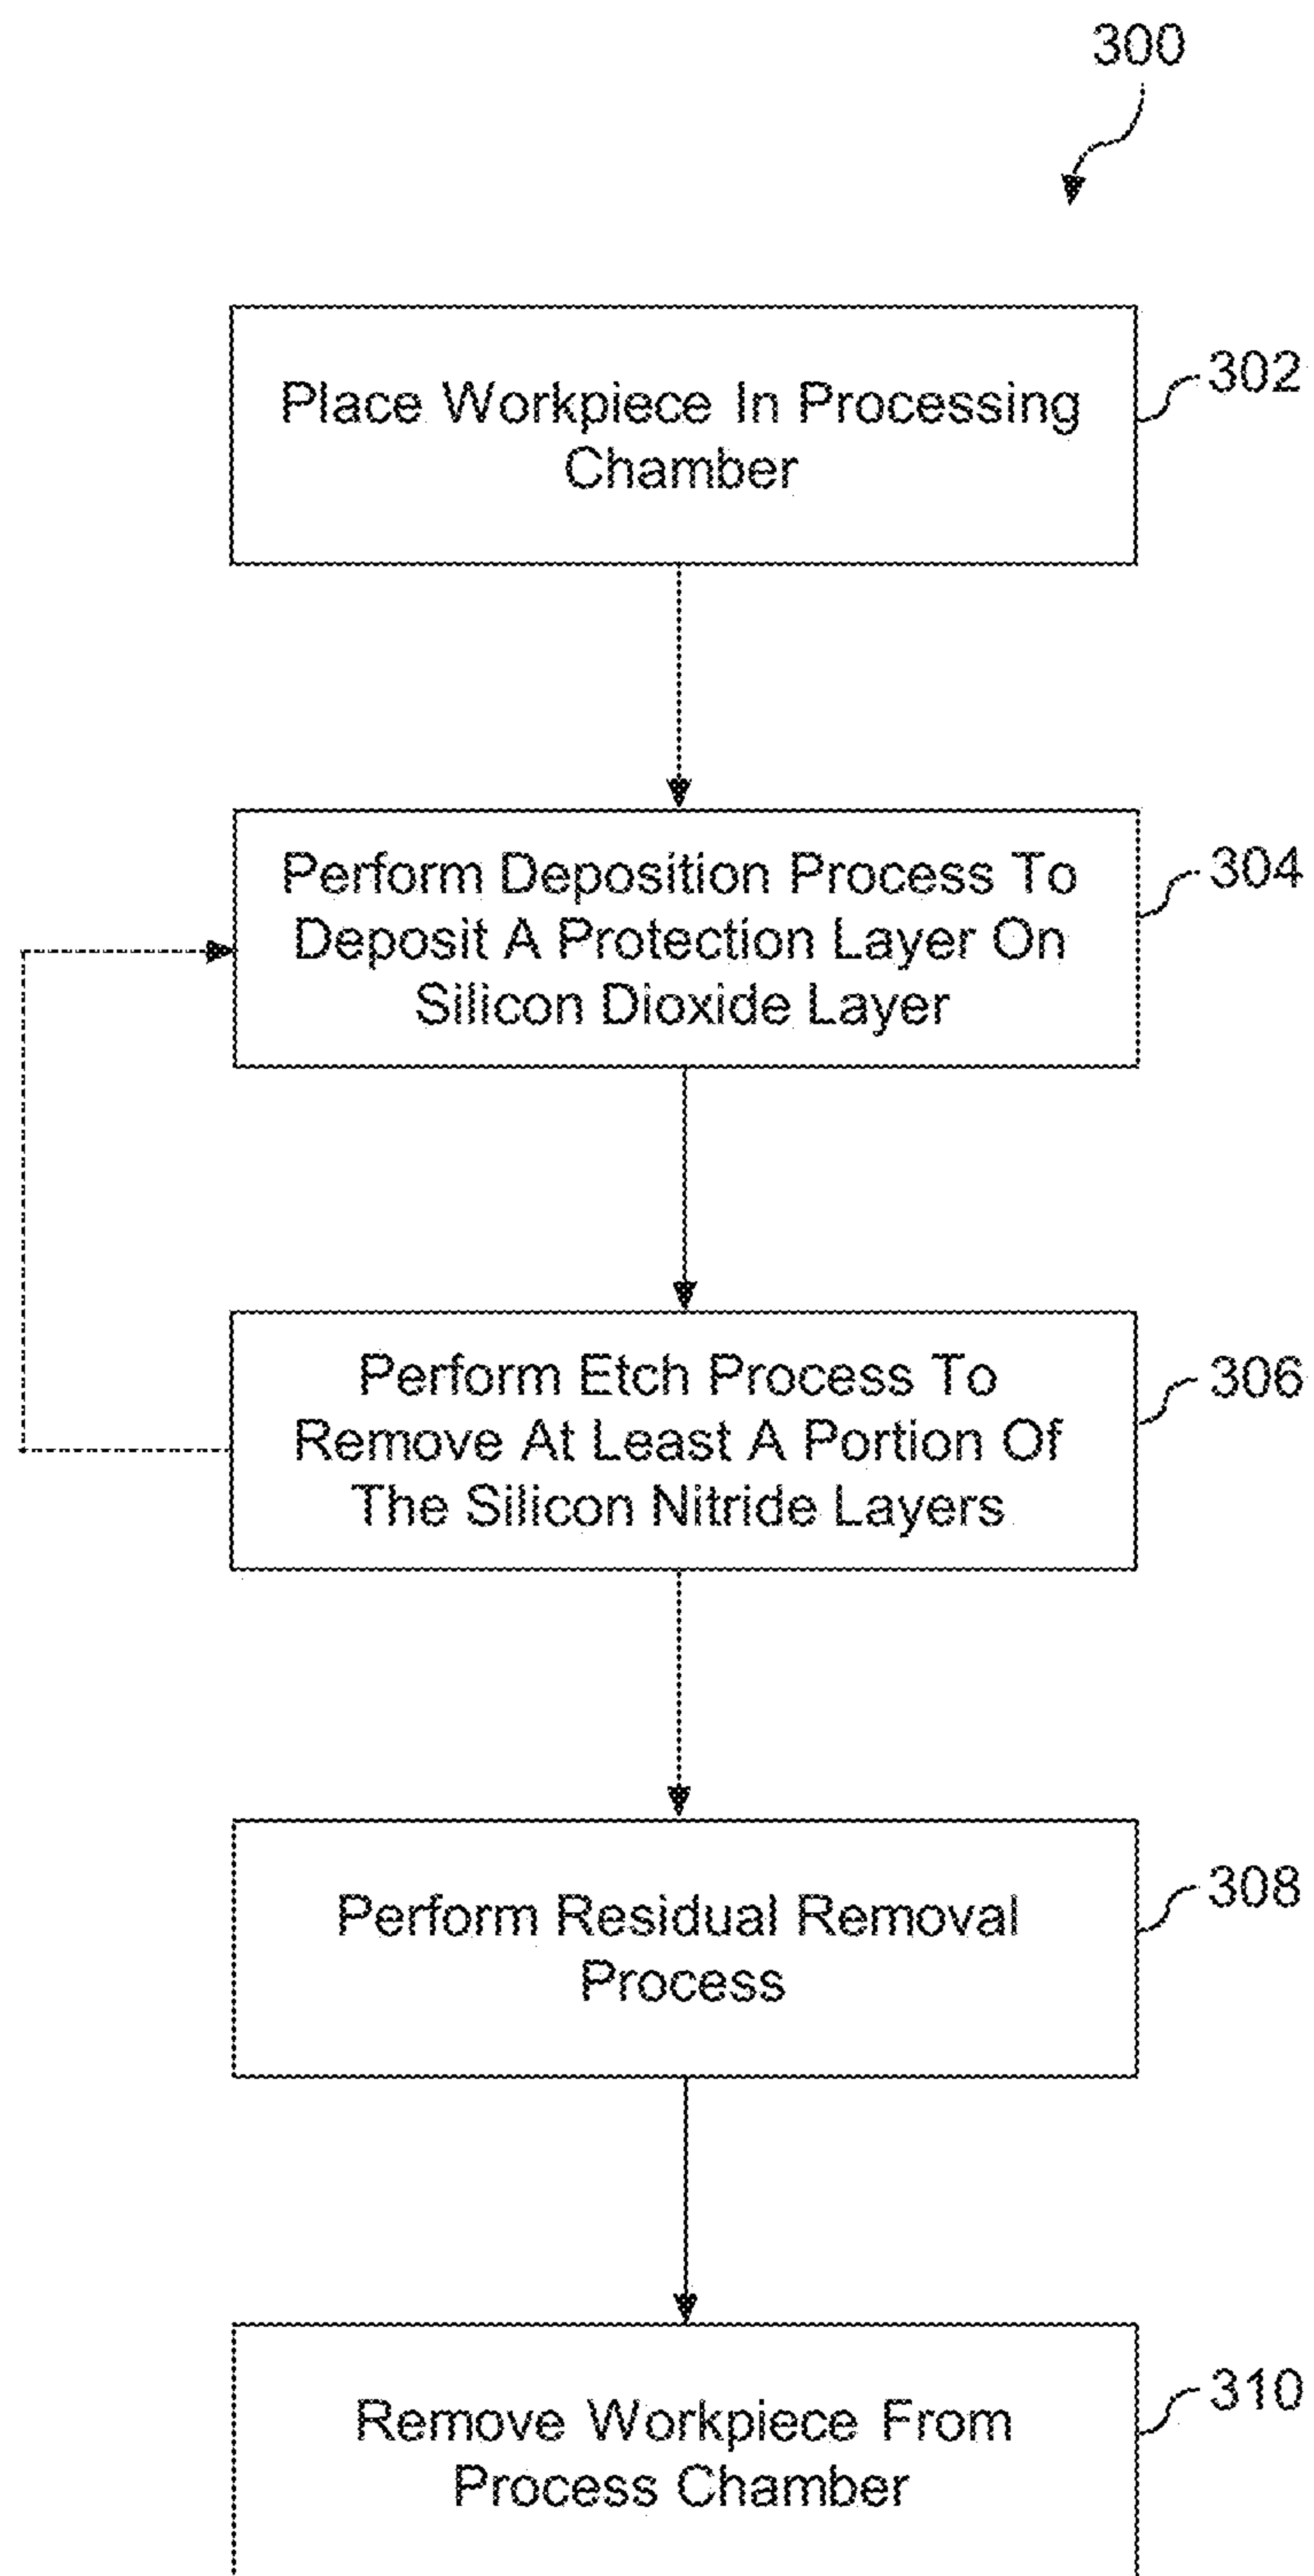 300
Place Workpiece In Processing
Chamber
302
Perform Deposition Process To
Deposit A Protection Layer On
Silicon Dioxide Layer
304
Perform Etch Process To
Remove At Least A Portion Of
The Silicon Nitride Layers
306
Perform Residual Removal
Process
308
Remove Workpiece From
Process Chamber
310